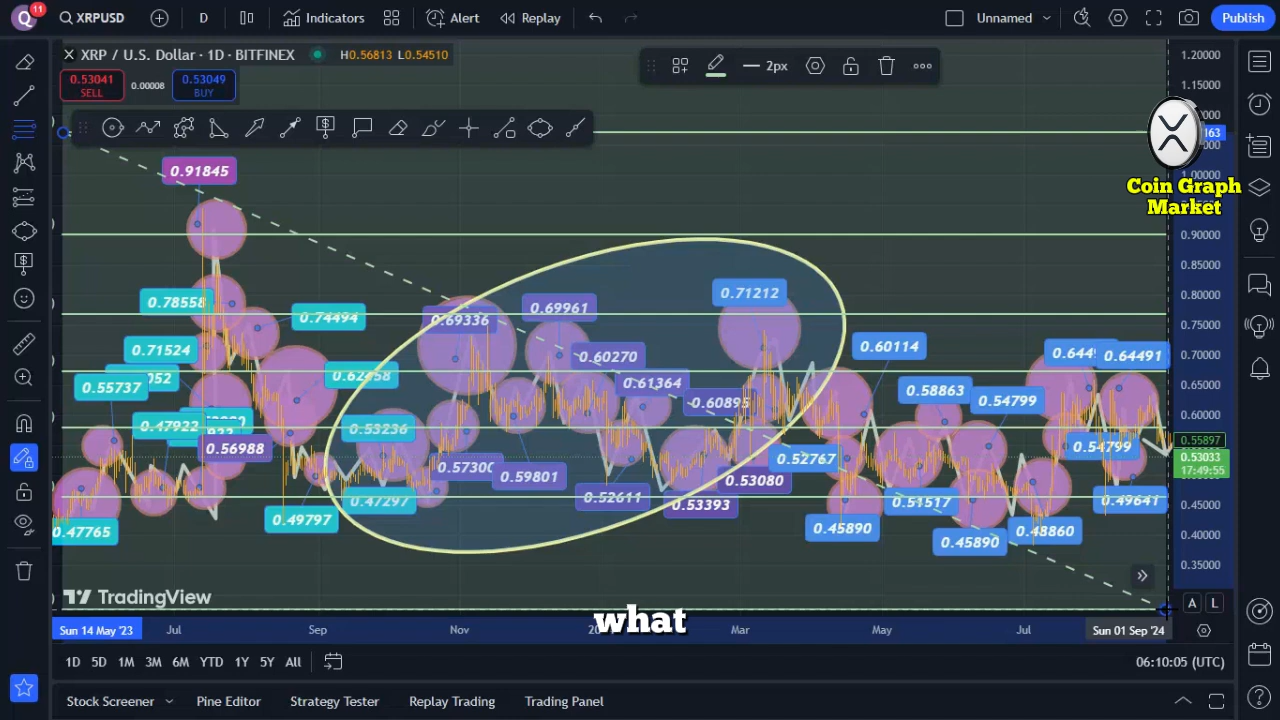 11
XRPUSD
D
Indicators
Alert
Replay
Unnamed
Publish
XRP / U.S. Dollar · 1D · BITFINEX
H0.56813 L0.54510
0.53041
SELL
0.00008
0.53049
BUY
2px
1.20000
1.15000
1.00000
0.90000
0.85000
0.80000
0.75000
0.70000
0.65000
0.60000
0.55897
0.53033
17:49:55
0.45000
0.40000
0.35000
Coin Graph
Market
0.91845
0.78558
0.74494
0.71524
0.55737
0.47922
0.56988
0.47765
0.49797
0.53236
0.47297
0.69336
0.57300
0.69961
0.59801
0.60270
0.61364
0.52611
0.60895
0.53393
0.53080
0.71212
0.52767
0.60114
0.45890
0.58863
0.51517
0.45890
0.54799
0.48860
0.64491
0.54799
0.49641
TradingView
what
A L
Sun 14 May '23
Jul
Sep
Nov
Mar
May
Jul
Sun 01 Sep '24
1D 5D 1M 3M 6M YTD 1Y 5Y All
06:10:05 (UTC)
Stock Screener
Pine Editor
Strategy Tester
Replay Trading
Trading Panel